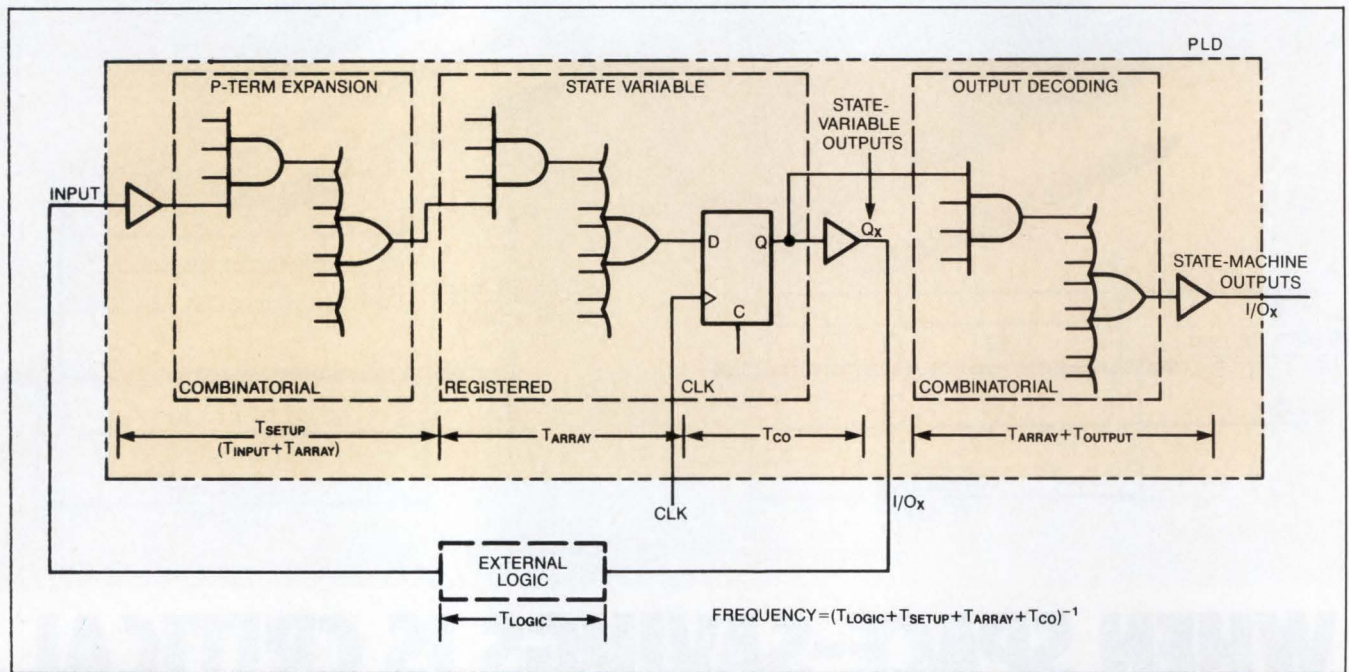 PLD
P-TERM EXPANSION
STATE VARIABLE
OUTPUT DECODING
STATE-
VARIABLE
OUTPUTS
INPUT
D
Q
QX
C
STATE-MACHINE
OUTPUTS
I/OX
COMBINATORIAL
REGISTERED
CLK
COMBINATORIAL
TSETUP
(TINPUT+TARRAY)
TARRAY
TCO
TARRAY+TOUTPUT
CLK
I/OX
EXTERNAL
LOGIC
TLOGIC
FREQUENCY=(TLOGIC+TSETUP+TARRAY+TCO)⁻¹